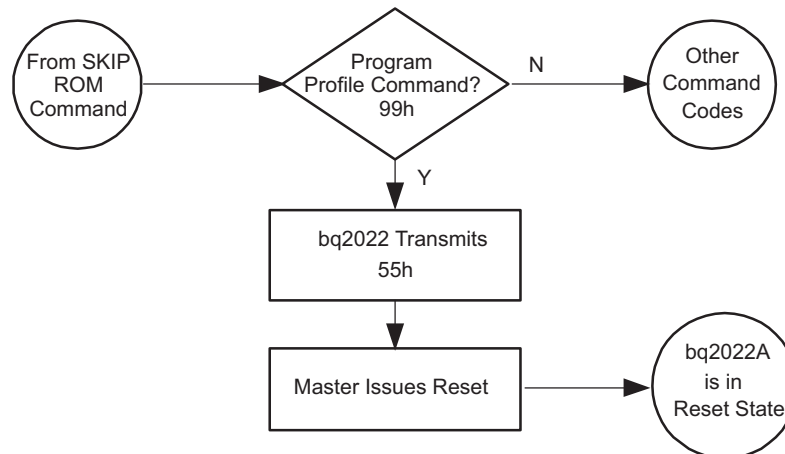 From SKIP
ROM
Command
Program
Profile Command?
99h
N
Other
Command
Codes
Y
bq2022 Transmits
55h
Master Issues Reset
bq2022A
is in
Reset State